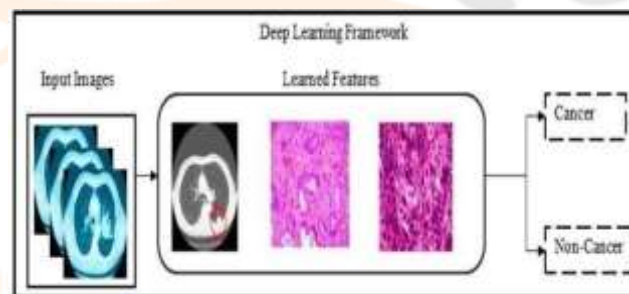 Deep Learning Framework
Input Images
Learned Features
Cancer
Non-Cancer